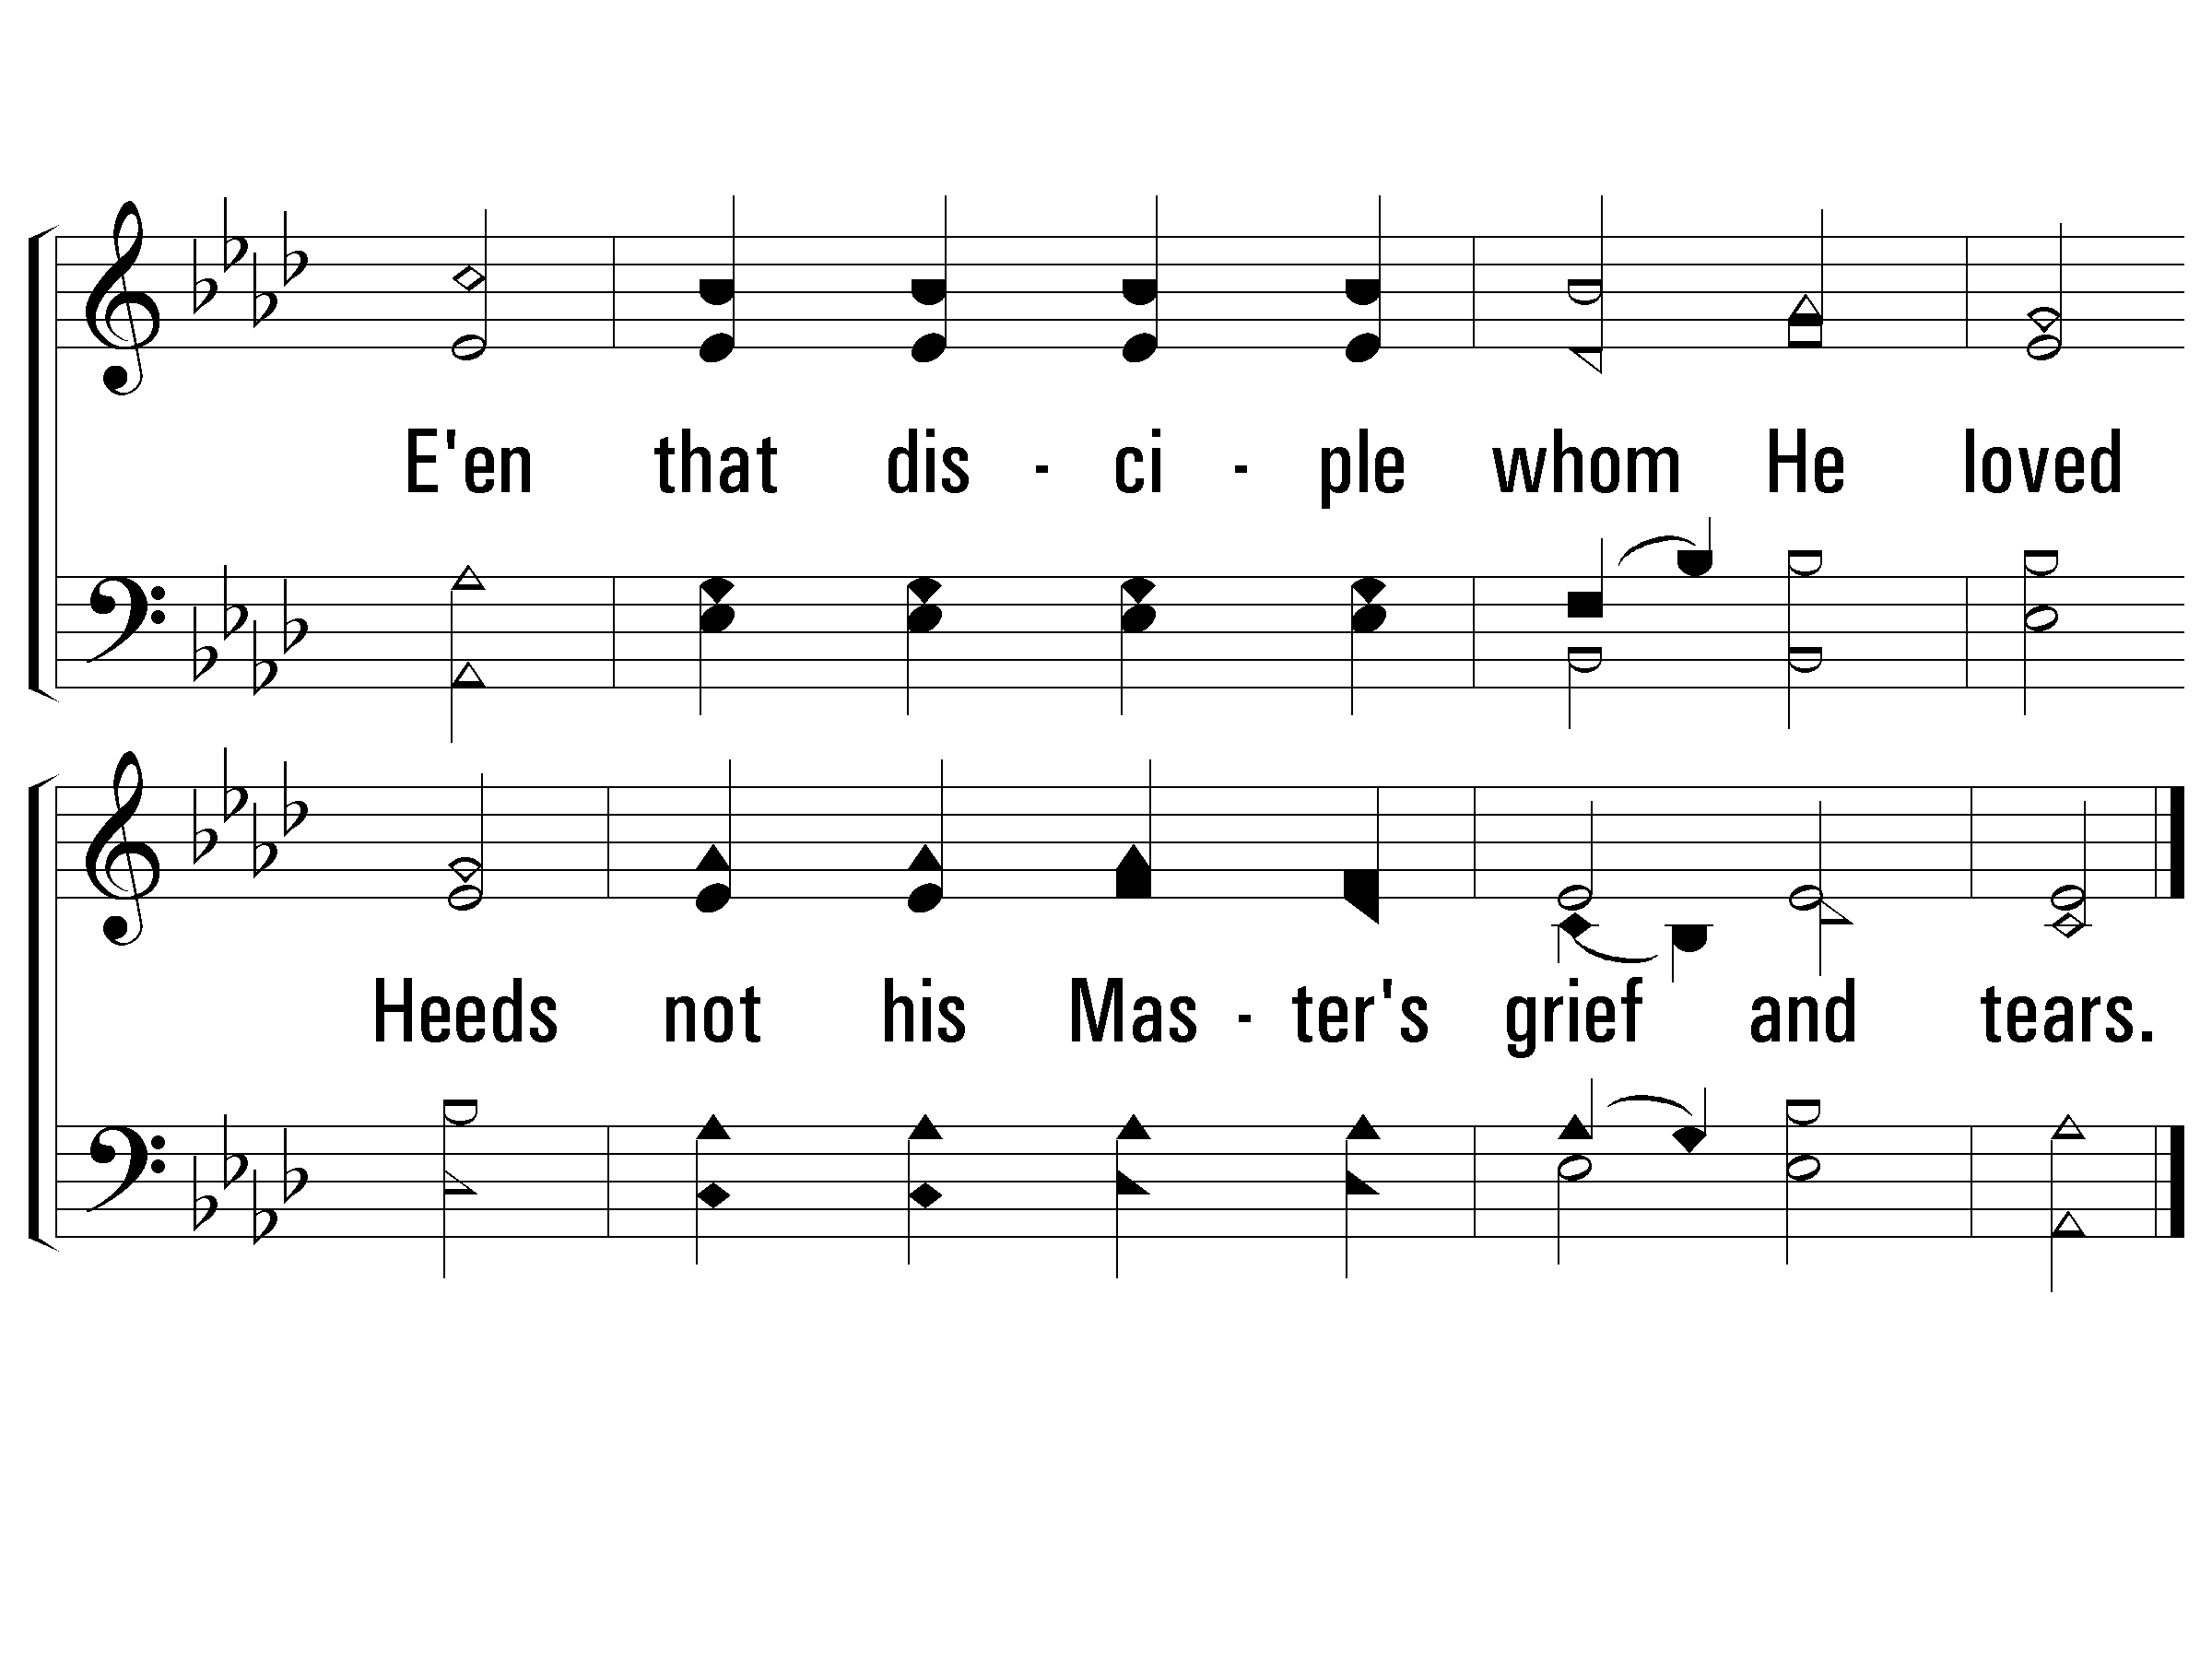 E'en that dis - ci - ple whom He loved
Heeds not his Mas - ter's grief and tears.